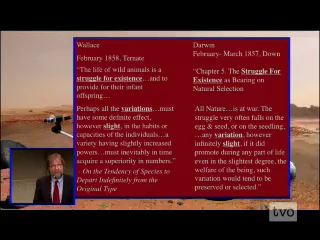 Wallace
February 1858, Ternate
“The life of wild animals is a
struggle for existence…and to
provide for their infant
offspring…
Perhaps all the variations…must
have some definite effect,
however slight, in the habits or
capacities of the individuals…a
variety having slightly increased
powers…must inevitably in time
acquire a superiority in numbers.”
- On the Tendency of Species to
Depart Indefinitely from the
Original Type
Darwin
February- March 1857, Down
“Chapter 5. The Struggle For
Existence as Bearing on
Natural Selection
All Nature…is at war. The
struggle very often falls on the
egg & seed, or on the seedling,
…any variation, however
infinitely slight, if it did
promote during any part of life
even in the slightest degree, the
welfare of the being, such
variation would tend to be
preserved or selected.”
tvo